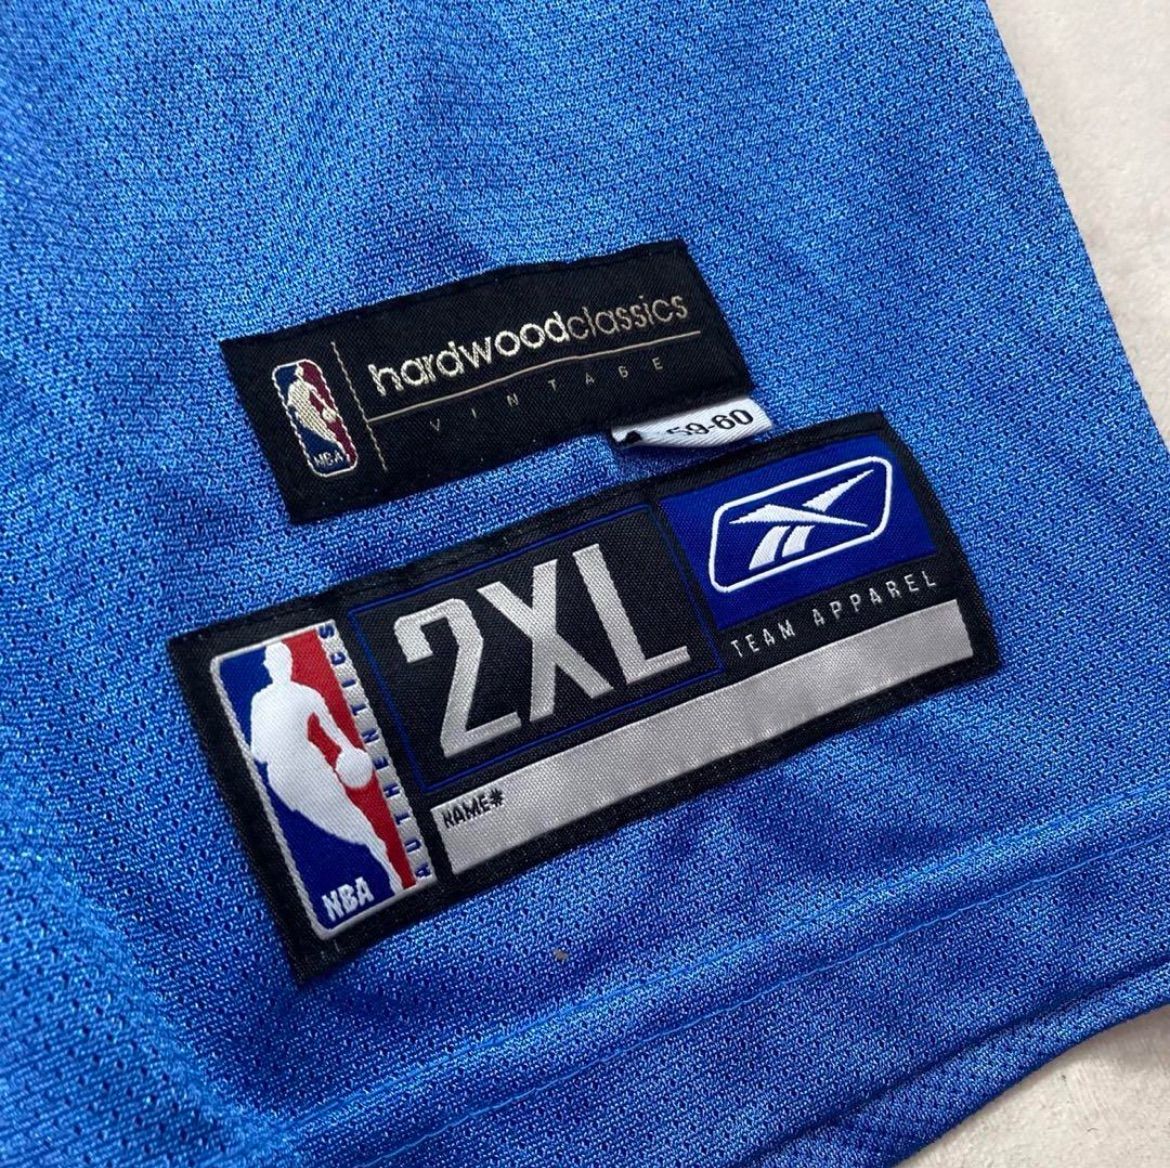 hardwoodclassics
VINTAGE
NBA
59-60
2XL
TEAM APPAREL
AUTHENTICS
NAME#
NBA